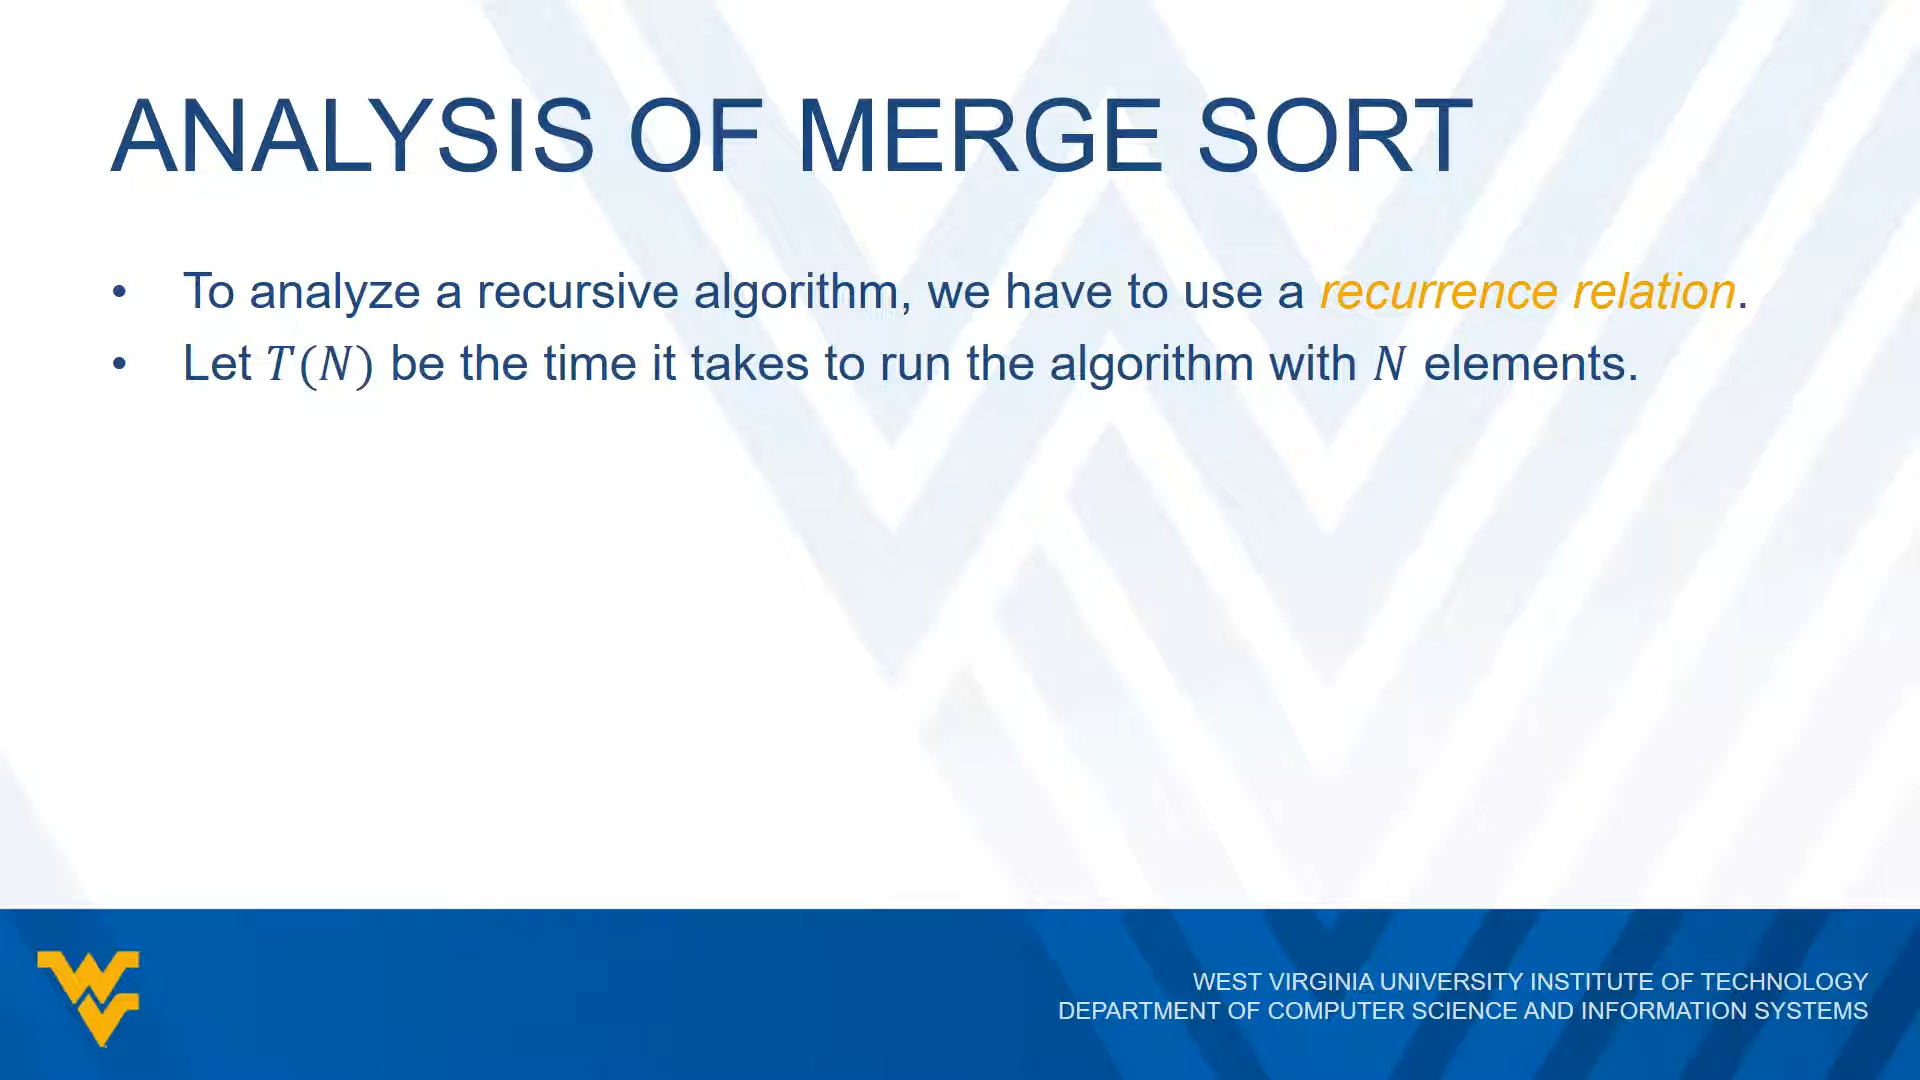 ANALYSIS OF MERGE SORT
• To analyze a recursive algorithm, we have to use a recurrence relation.
• Let T(N) be the time it takes to run the algorithm with N elements.
WEST VIRGINIA UNIVERSITY INSTITUTE OF TECHNOLOGY
DEPARTMENT OF COMPUTER SCIENCE AND INFORMATION SYSTEMS